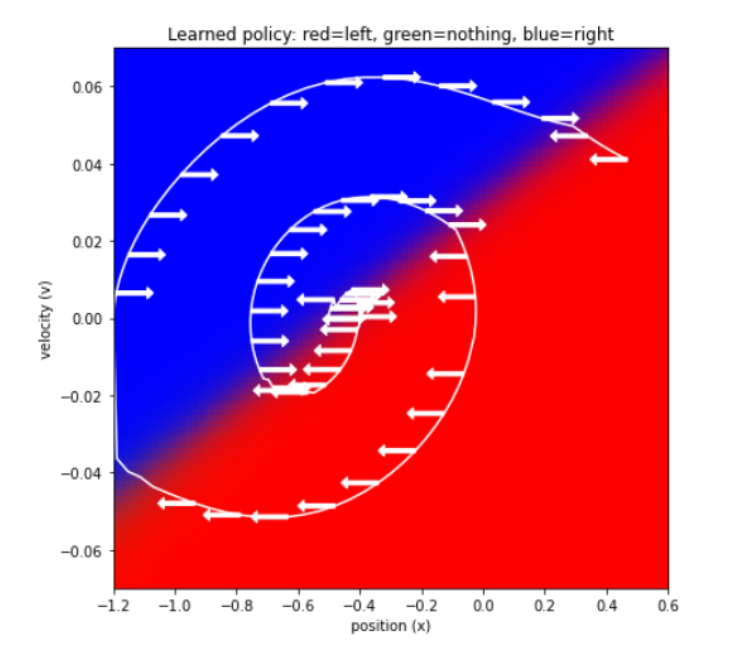 Learned policy: red=left, green=nothing, blue=right
0.06
0.04
0.02
0.00
−0.02
−0.04
−0.06
velocity (v)
−1.2 −1.0 −0.8 −0.6 −0.4 −0.2 0.0 0.2 0.4 0.6
position (x)